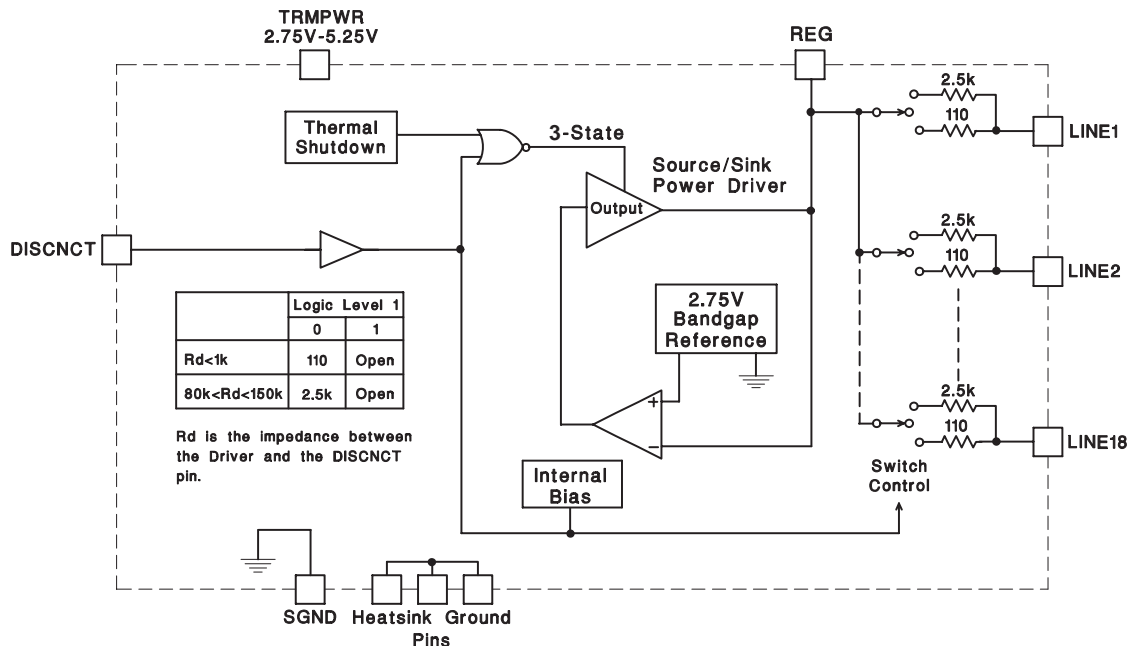 TRMPWR
2.75V-5.25V
REG
2.5k
110
LINE1
Thermal
Shutdown
3-State
Source/Sink
Power Driver
Output
DISCNCT
2.5k
110
LINE2
Logic Level 1
0 1
Rd<1k 110 Open
80k<Rd<150k 2.5k Open
2.75V
Bandgap
Reference
+
−
Rd is the impedance between
the Driver and the DISCNCT
pin.
2.5k
110
LINE18
Internal
Bias
Switch
Control
SGND
Heatsink Ground
Pins